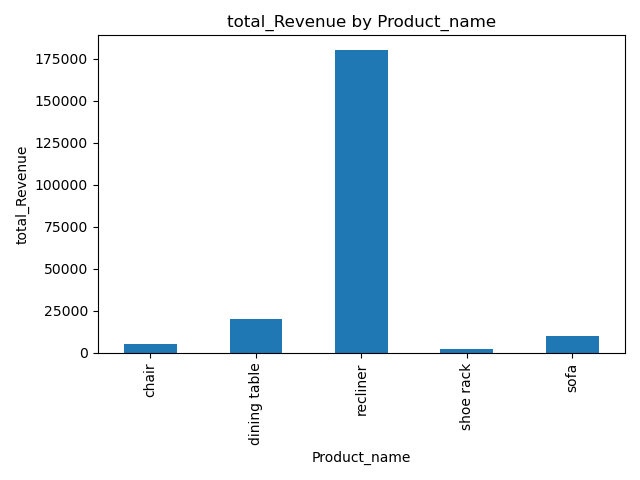 total_Revenue by Product_name
175000
150000
125000
100000
75000
50000
25000
0
total_Revenue
chair
dining table
recliner
shoe rack
sofa
Product_name